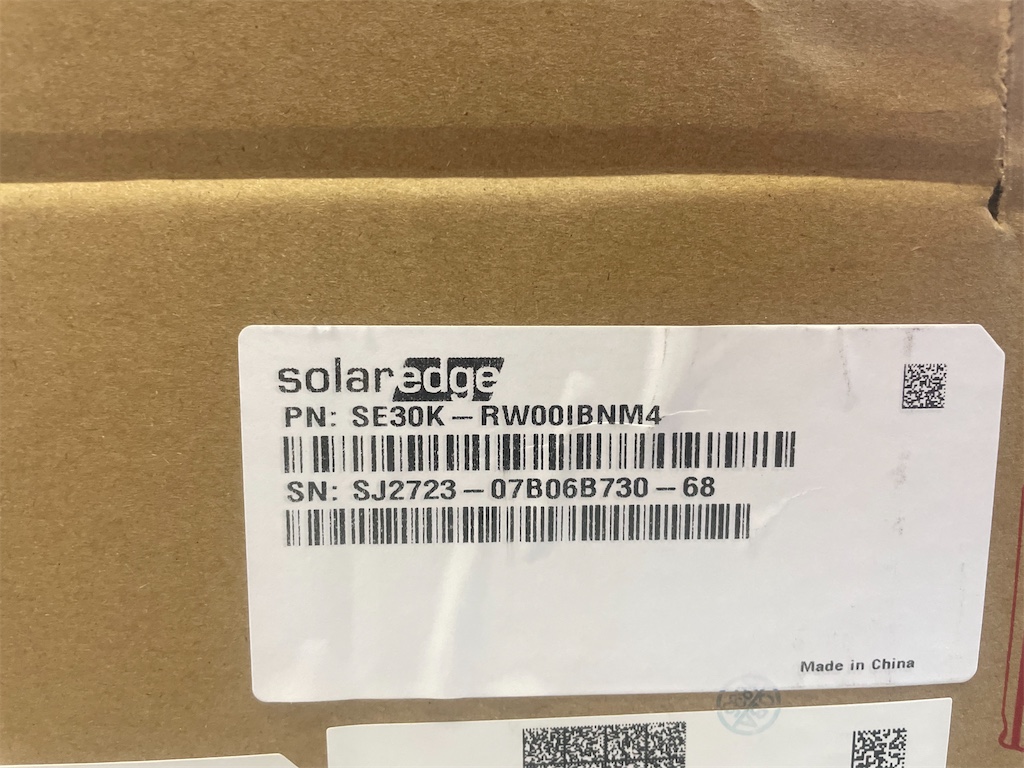 solaredge
PN: SE30K-RW00IBNM4
SN: SJ2723-07B06B730-68
Made in China